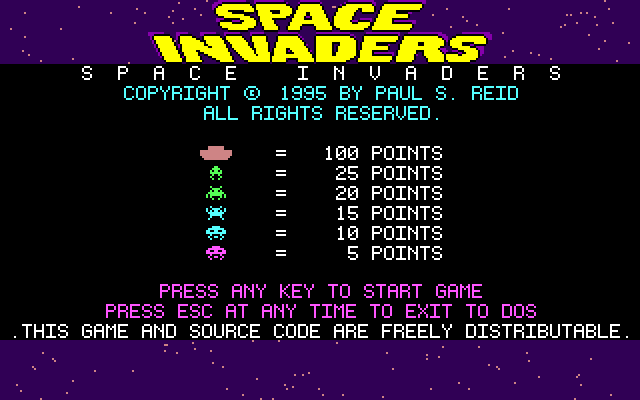 SPACE
INVADERS
S P A C E   I N V A D E R S
COPYRIGHT © 1995 BY PAUL S. REID
ALL RIGHTS RESERVED.
= 100 POINTS
= 25 POINTS
= 20 POINTS
= 15 POINTS
= 10 POINTS
= 5 POINTS
PRESS ANY KEY TO START GAME
PRESS ESC AT ANY TIME TO EXIT TO DOS
.THIS GAME AND SOURCE CODE ARE FREELY DISTRIBUTABLE.